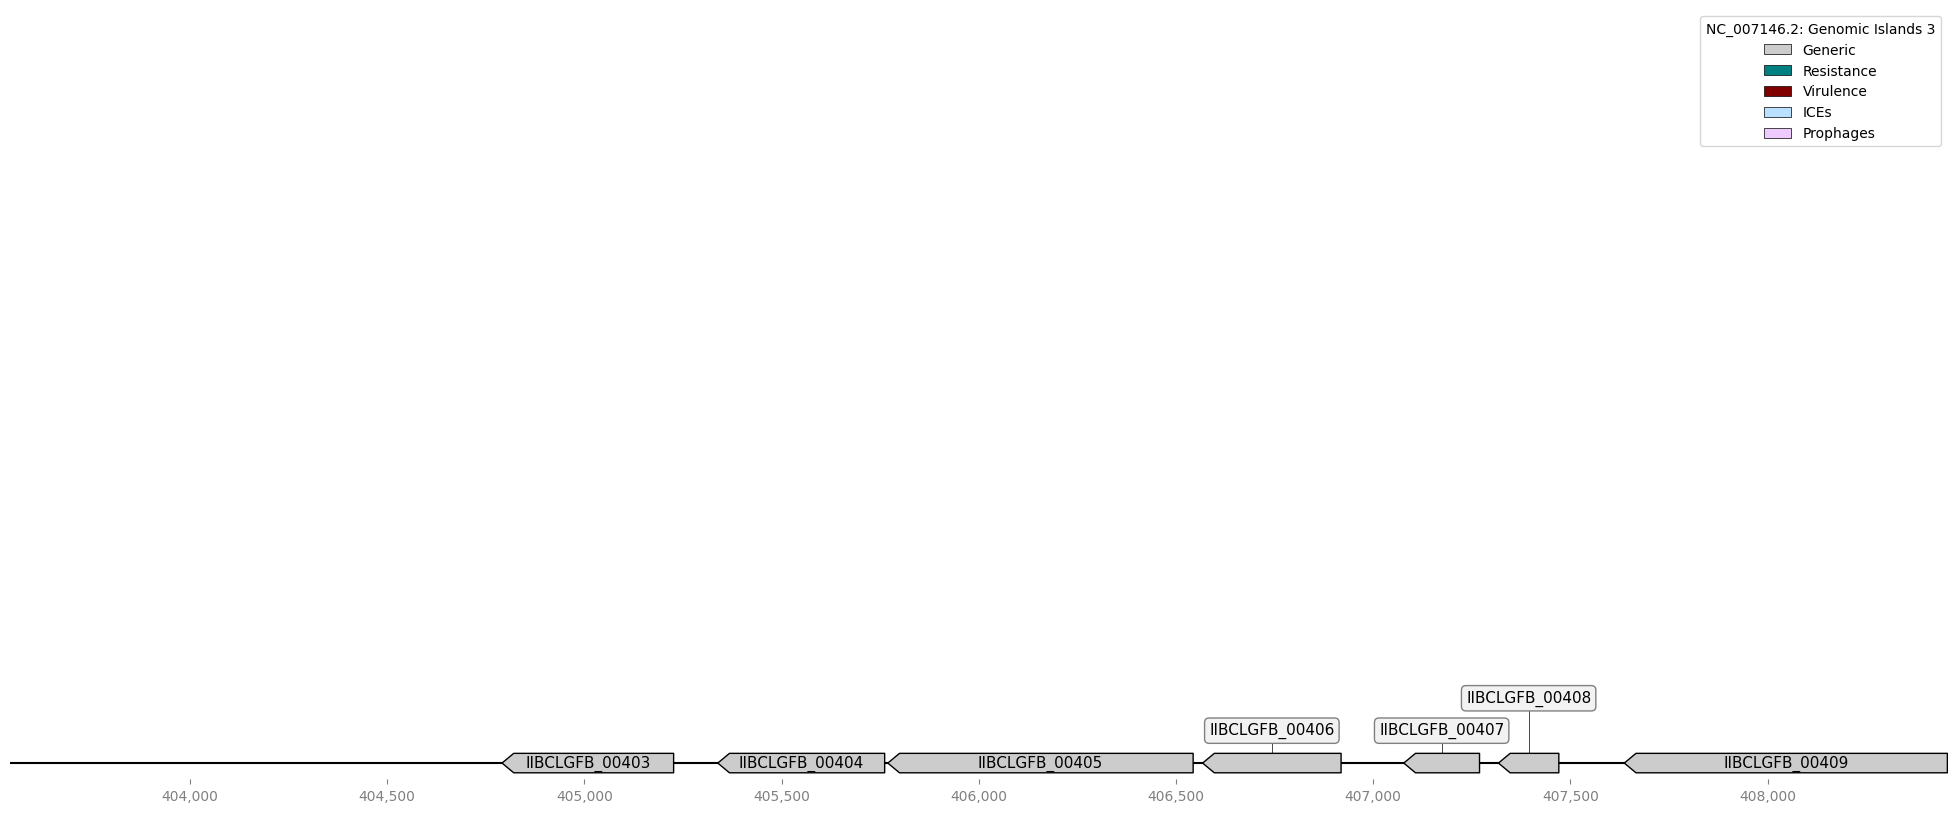 NC_007146.2: Genomic Islands 3
Generic
Resistance
Virulence
ICEs
Prophages
IIBCLGFB_00408
IIBCLGFB_00406
IIBCLGFB_00407
IIBCLGFB_00403
IIBCLGFB_00404
IIBCLGFB_00405
IIBCLGFB_00409
404,000
404,500
405,000
405,500
406,000
406,500
407,000
407,500
408,000